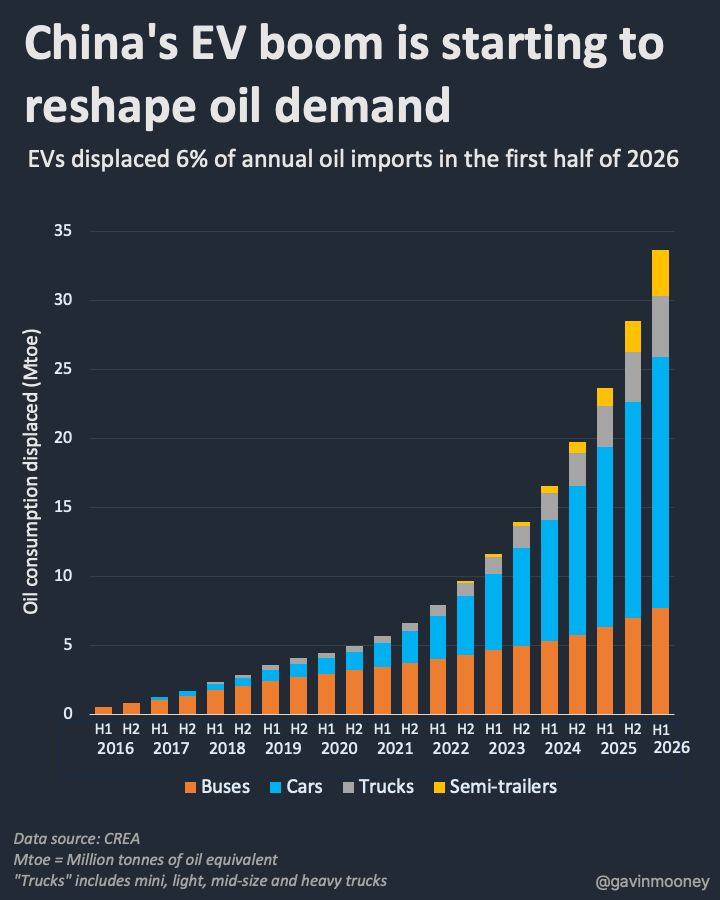 China's EV boom is starting to
reshape oil demand
EVs displaced 6% of annual oil imports in the first half of 2026
Oil consumption displaced (Mtoe)
35
30
25
20
15
10
5
0
H1 H2 H1 H2 H1 H2 H1 H2 H1 H2 H1 H2 H1 H2 H1 H2 H1 H2 H1 H2 H1
2016 2017 2018 2019 2020 2021 2022 2023 2024 2025 2026
Buses Cars Trucks Semi-trailers
Data source: CREA
Mtoe = Million tonnes of oil equivalent
"Trucks" includes mini, light, mid-size and heavy trucks
@gavinmooney